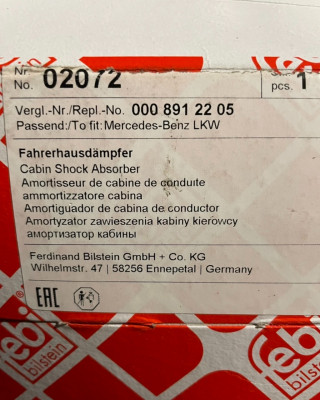 Nr
No. 02072
pcs. 1
Vergl.-Nr./Repl.-No. 000 891 22 05
Passend:/To fit: Mercedes-Benz LKW
Fahrerhausdämpfer
Cabin Shock Absorber
Amortisseur de cabine de conduite
ammortizzatore cabina
Amortiguador de cabina de conductor
Amortyzator zawieszenia kabiny kierowcy
амортизатор кабины
Ferdinand Bilstein GmbH + Co. KG
Wilhelmstr. 47 | 58256 Ennepetal | Germany
EAC
febi
bilstein
febi
bilstein